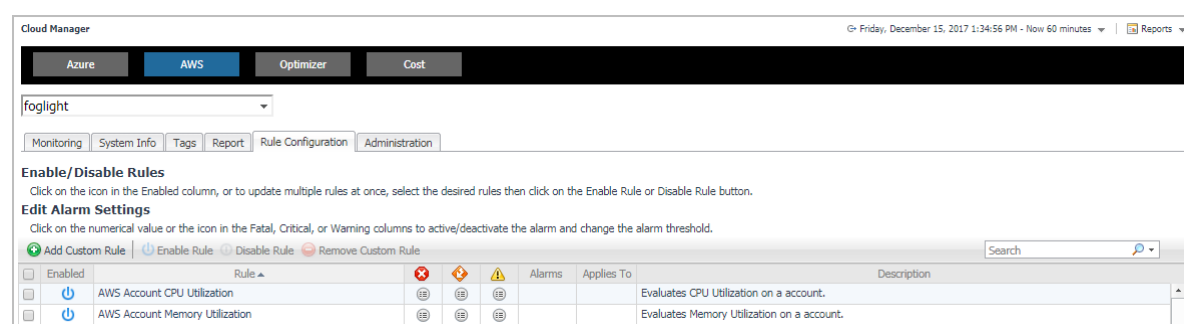 Cloud Manager
Friday, December 15, 2017 1:34:56 PM - Now 60 minutes
Reports
Azure
AWS
Optimizer
Cost
foglight
Monitoring
System Info
Tags
Report
Rule Configuration
Administration
Enable/Disable Rules
Click on the icon in the Enabled column, or to update multiple rules at once, select the desired rules then click on the Enable Rule or Disable Rule button.
Edit Alarm Settings
Click on the numerical value or the icon in the Fatal, Critical, or Warning columns to active/deactivate the alarm and change the alarm threshold.
Add Custom Rule
Enable Rule
Disable Rule
Remove Custom Rule
Search
Enabled
Rule
Alarms
Applies To
Description
AWS Account CPU Utilization
Evaluates CPU Utilization on a account.
AWS Account Memory Utilization
Evaluates Memory Utilization on a account.